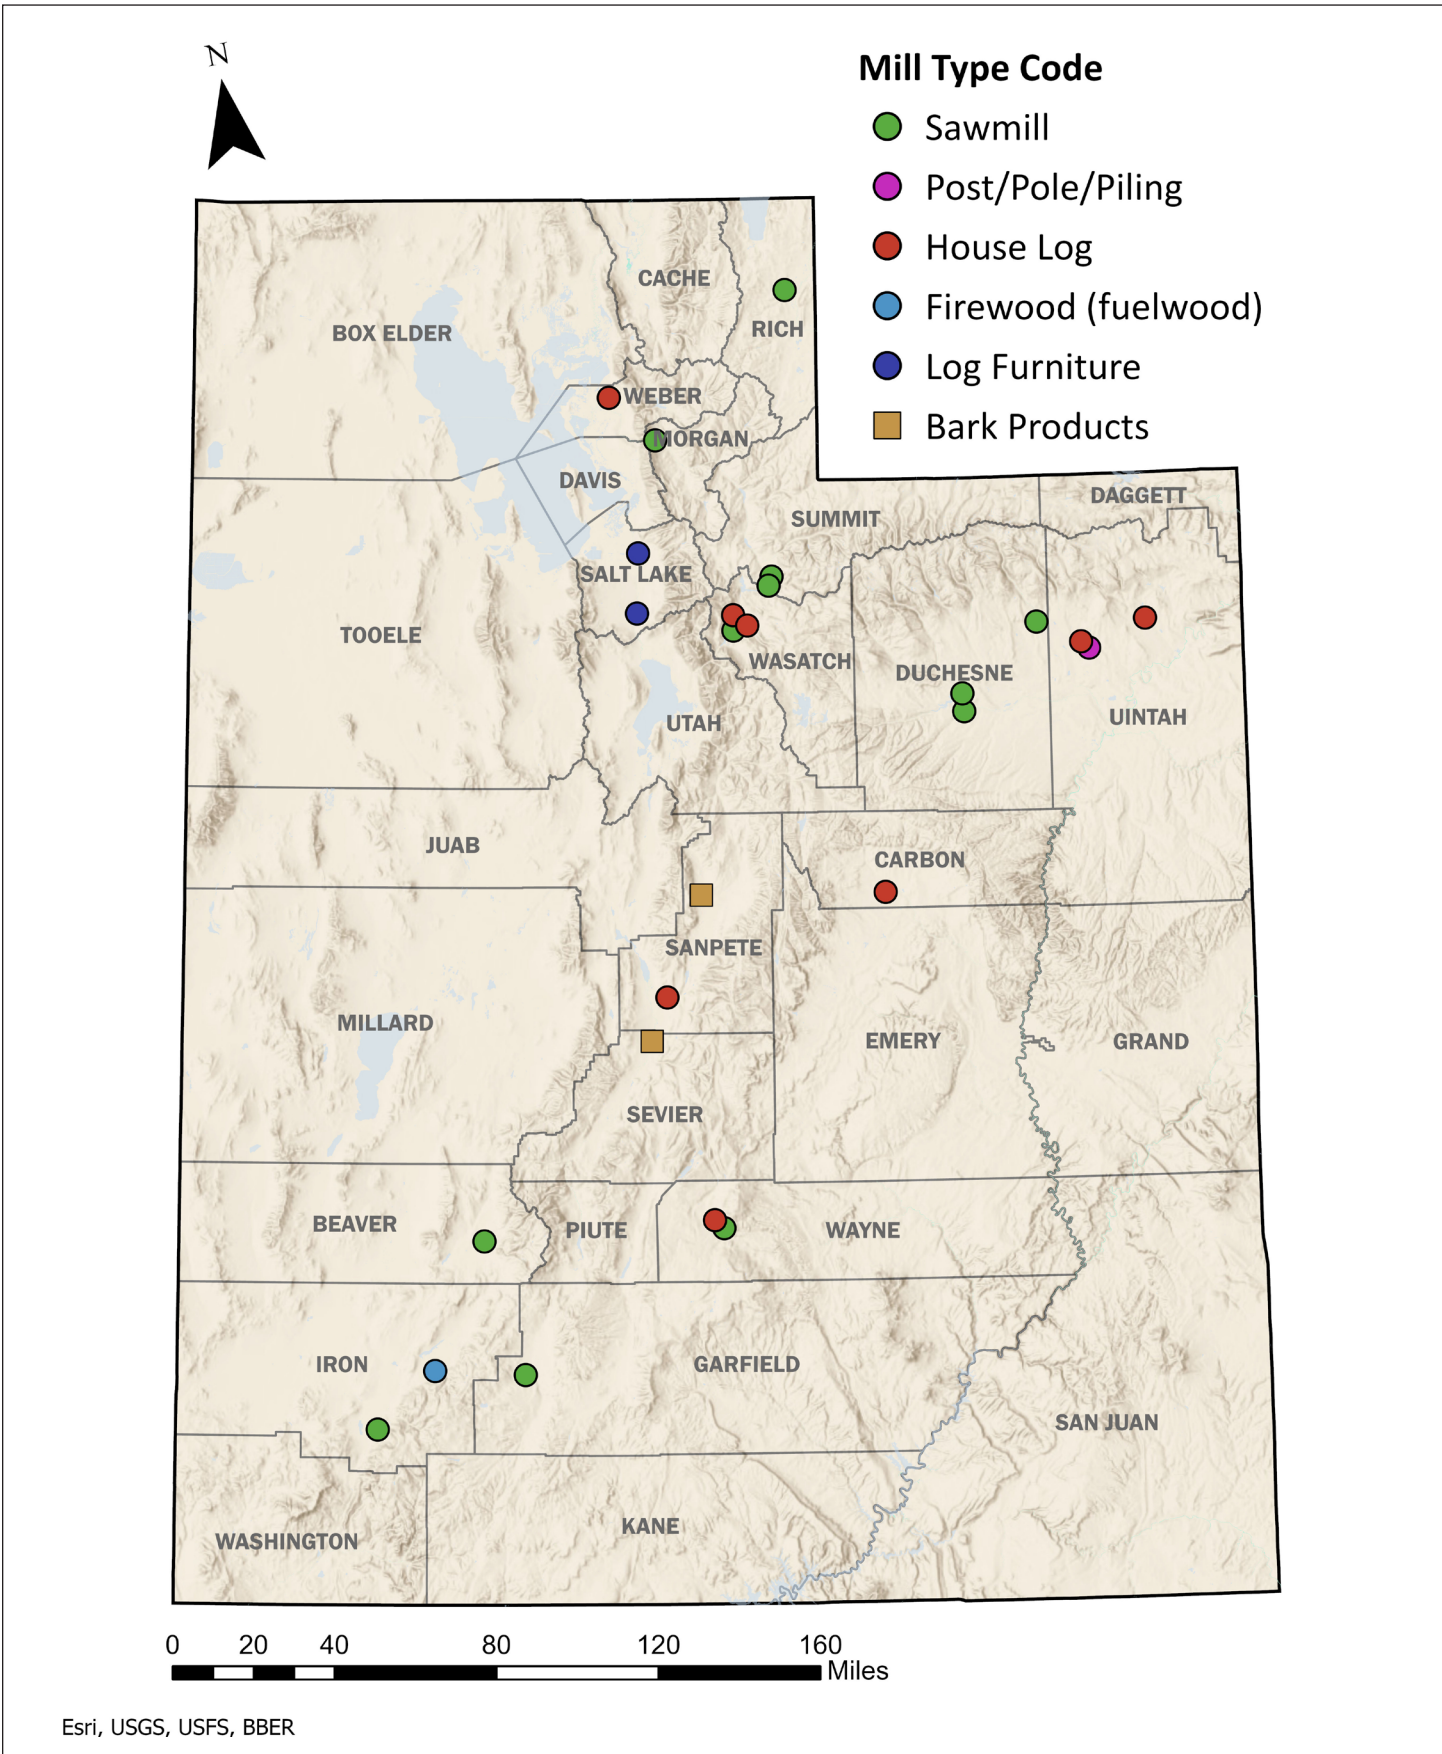 N
Mill Type Code
Sawmill
Post/Pole/Piling
House Log
Firewood (fuelwood)
Log Furniture
Bark Products
CACHE
RICH
BOX ELDER
WEBER
MORGAN
DAVIS
DAGGETT
SUMMIT
SALT LAKE
TOOELE
WASATCH
DUCHESNE
UINTAH
UTAH
JUAB
CARBON
SANPETE
MILLARD
EMERY
GRAND
SEVIER
BEAVER
PIUTE
WAYNE
IRON
GARFIELD
SAN JUAN
KANE
WASHINGTON
0 20 40 80 120 160
Miles
Esri, USGS, USFS, BBER